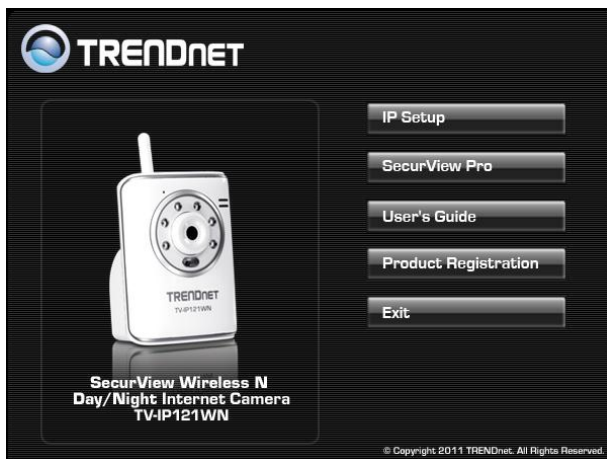 TRENDNET
IP Setup
SecurView Pro
User's Guide
Product Registration
Exit
TRENDNET
TV-IP121WN
SecurView Wireless N
Day/Night Internet Camera
TV-IP121WN
© Copyright 2011 TRENDnet. All Rights Reserved.